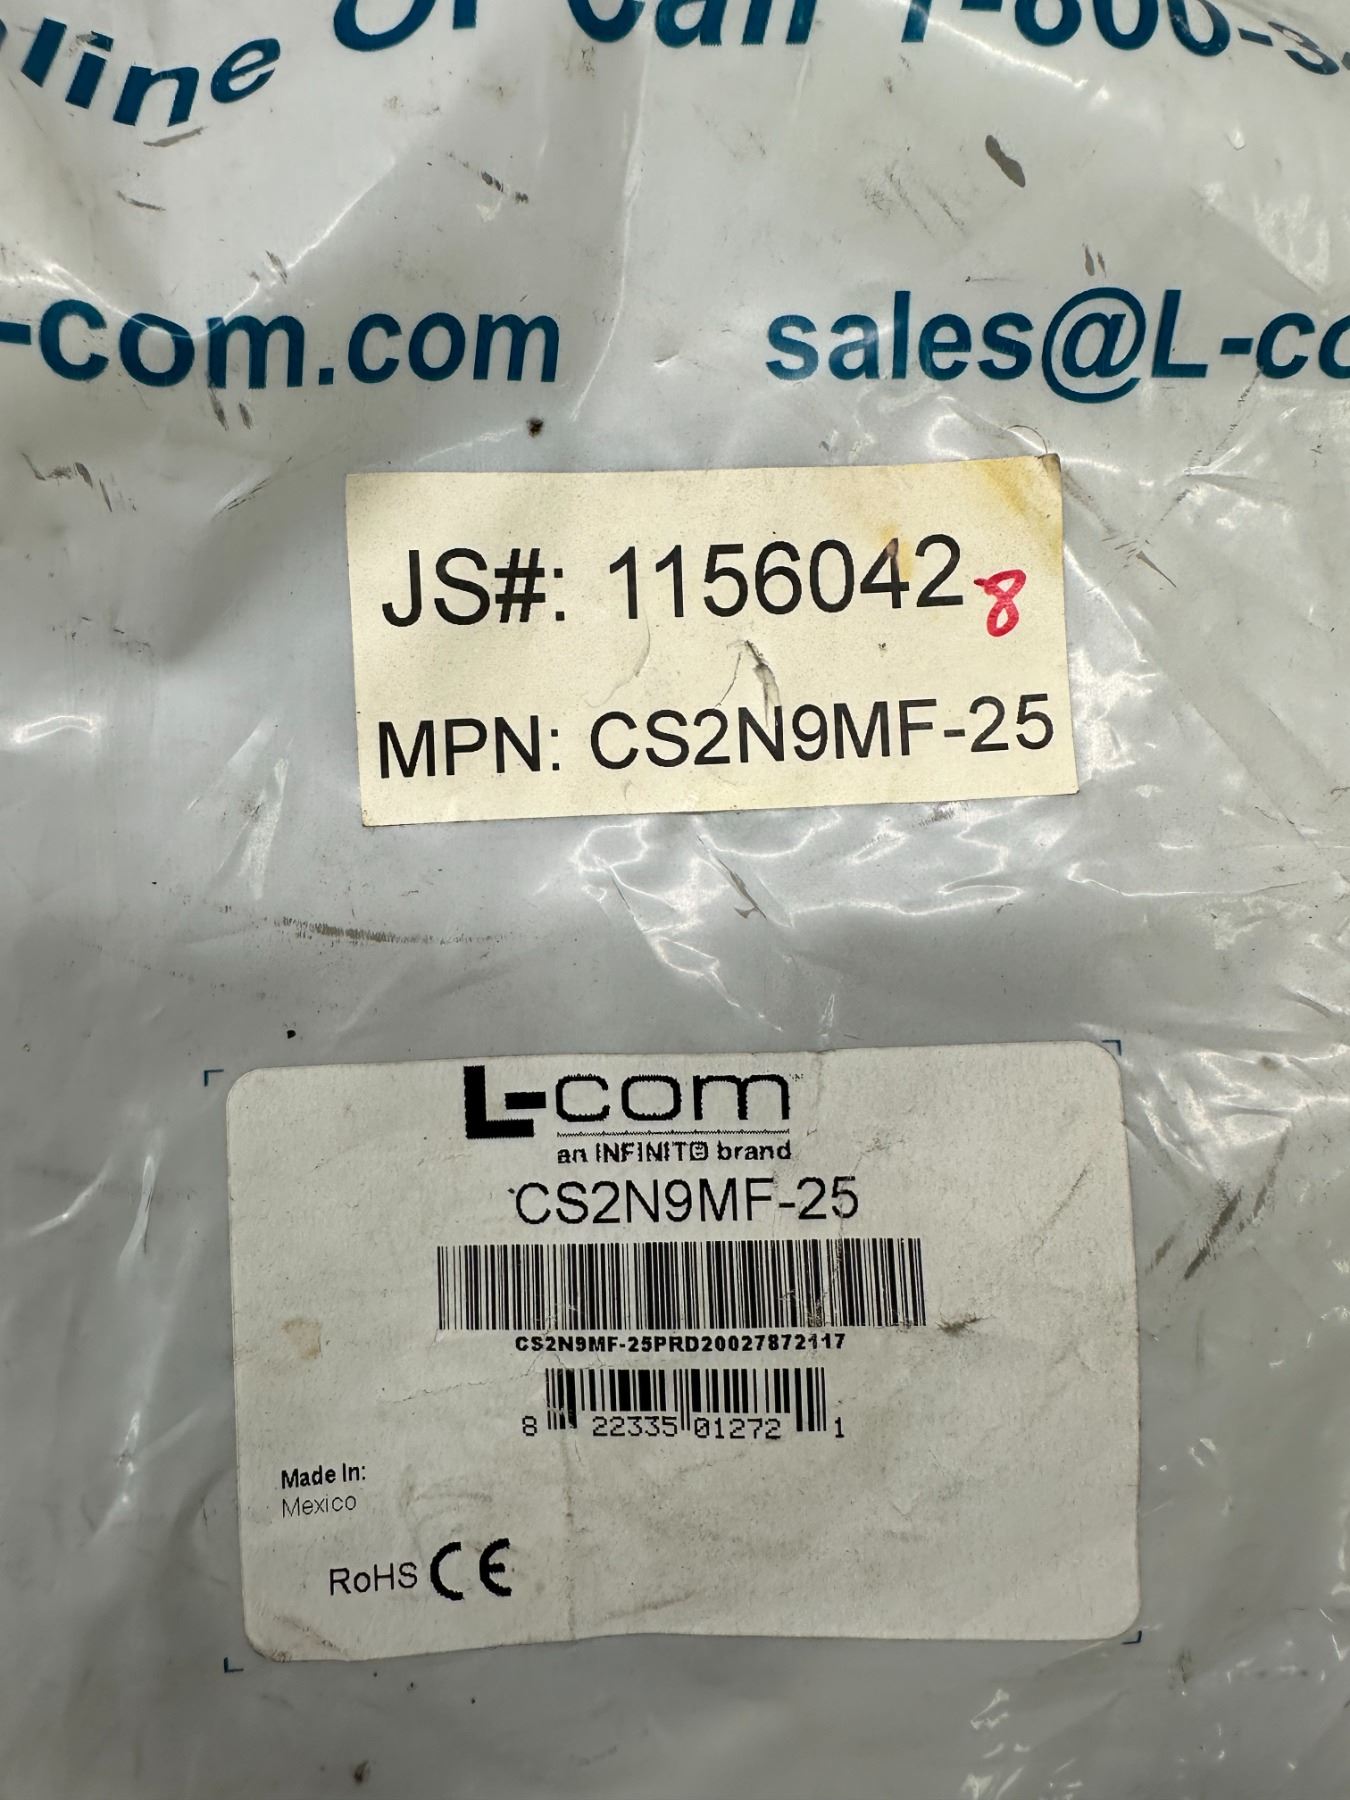 line Or Call 1-800-3
-com.com sales@L-co
JS#: 1156042 8
MPN: CS2N9MF-25
L-com
an INFINIT® brand
CS2N9MF-25
CS2N9MF-25PRD20027872117
8 22335 01272 1
Made In:
Mexico
RoHS CE